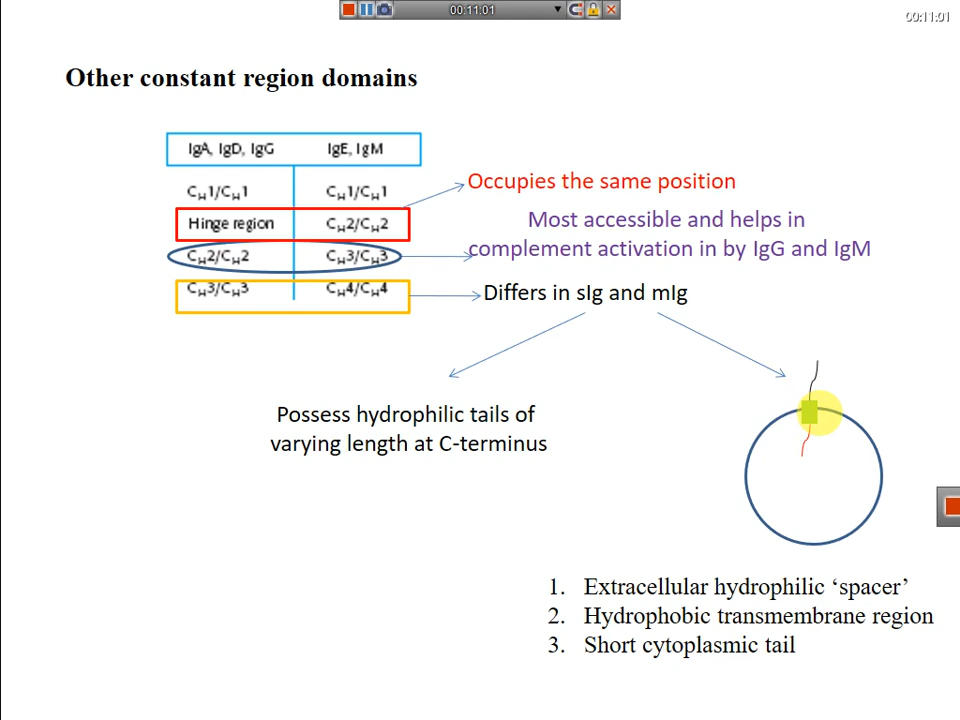 00:11:01
00:11:01
Other constant region domains
IgA, IgD, IgG IgE, IgM
CH1/CH1 CH1/CH1
Hinge region CH2/CH2
CH2/CH2 CH3/CH3
CH3/CH3 CH4/CH4
Occupies the same position
Most accessible and helps in
complement activation in by IgG and IgM
Differs in sIg and mIg
Possess hydrophilic tails of
varying length at C-terminus
1. Extracellular hydrophilic ‘spacer’
2. Hydrophobic transmembrane region
3. Short cytoplasmic tail